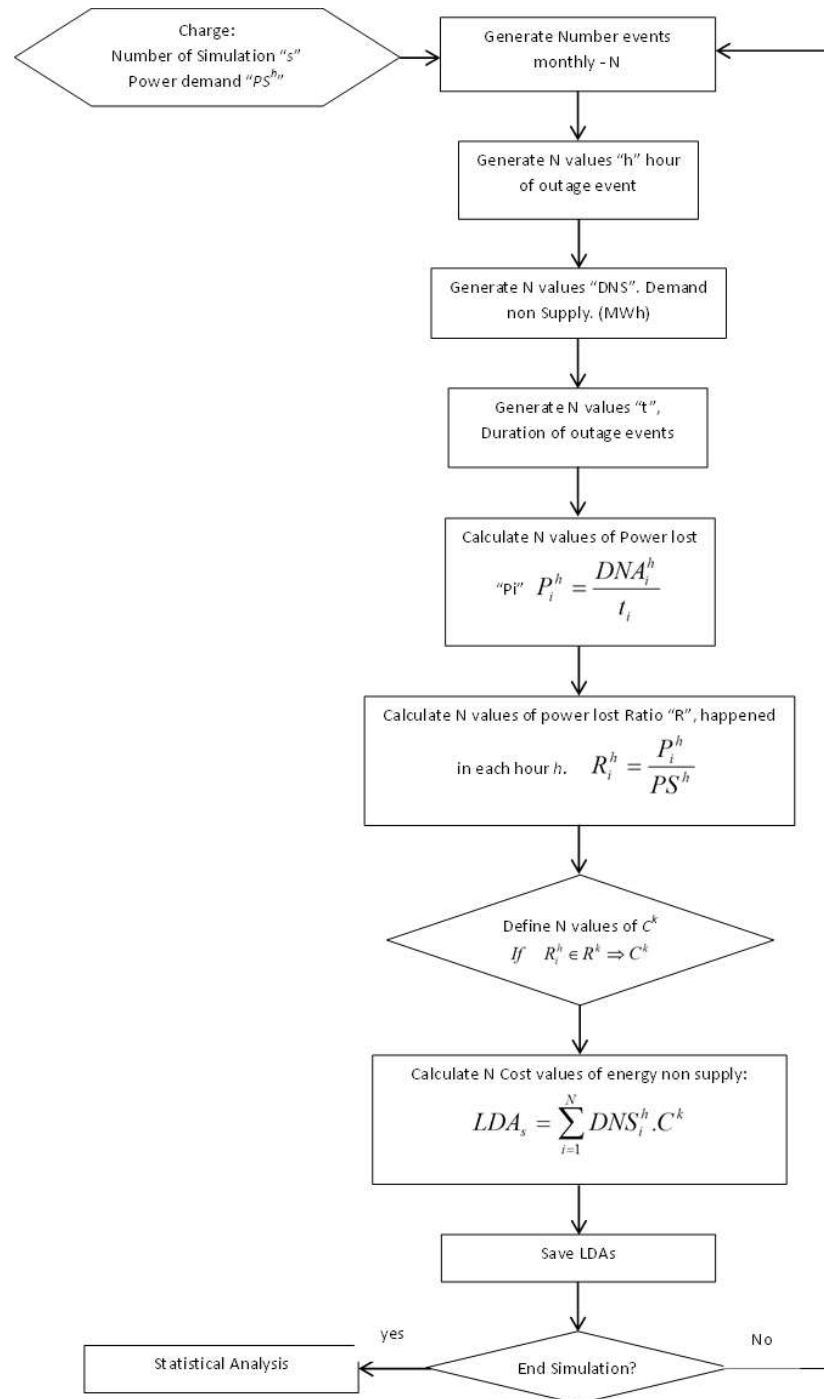 Charge:
Number of Simulation “s”
Power demand “PSʰ”
Generate Number events
monthly - N
Generate N values “h” hour
of outage event
Generate N values “DNS”. Demand
non Supply. (MWh)
Generate N values “t”,
Duration of outage events
Calculate N values of Power lost
“Pi” P_i^h = DNA_i^h / t_i
Calculate N values of power lost Ratio “R”, happened
in each hour h. R_i^h = P_i^h / PS^h
Define N values of C^k
If R_i^h ∈ R^k ⇒ C^k
Calculate N Cost values of energy non supply:
LDA_s = ∑_{i=1}^{N} DNS_i^h . C^k
Save LDAs
End Simulation?
yes
No
Statistical Analysis